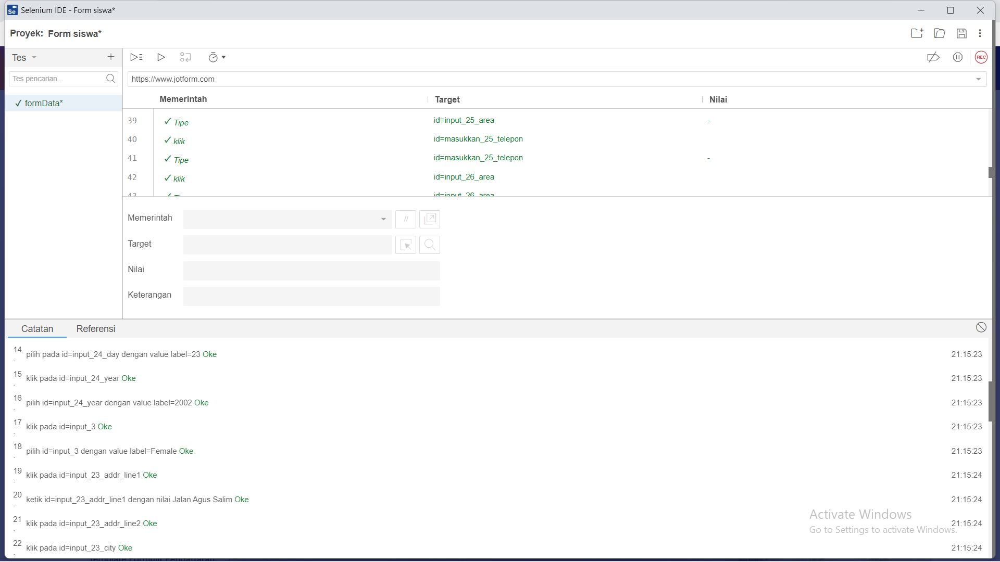 Selenium IDE - Form siswa*
Proyek: Form siswa*
Tes
Tes pencarian...
✓ formData*
REC
https://www.jotform.com
Memerintah Target Nilai
39 ✓ Tipe id=input_25_area -
40 ✓ klik id=masukkan_25_telepon
41 ✓ Tipe id=masukkan_25_telepon -
42 ✓ klik id=input_26_area
43 id=input_26_area
Memerintah //
Target
Nilai
Keterangan
Catatan Referensi
14. pilih pada id=input_24_day dengan value label=23 Oke 21:15:23
15. klik pada id=input_24_year Oke 21:15:23
16. pilih id=input_24_year dengan value label=2002 Oke 21:15:23
17. klik pada id=input_3 Oke 21:15:23
18. pilih id=input_3 dengan value label=Female Oke 21:15:23
19. klik pada id=input_23_addr_line1 Oke 21:15:24
20. ketik id=input_23_addr_line1 dengan nilai Jalan Agus Salim Oke 21:15:24
21. klik pada id=input_23_addr_line2 Oke 21:15:24
22. klik pada id=input_23_city Oke 21:15:24
Activate Windows
Go to Settings to activate Windows.